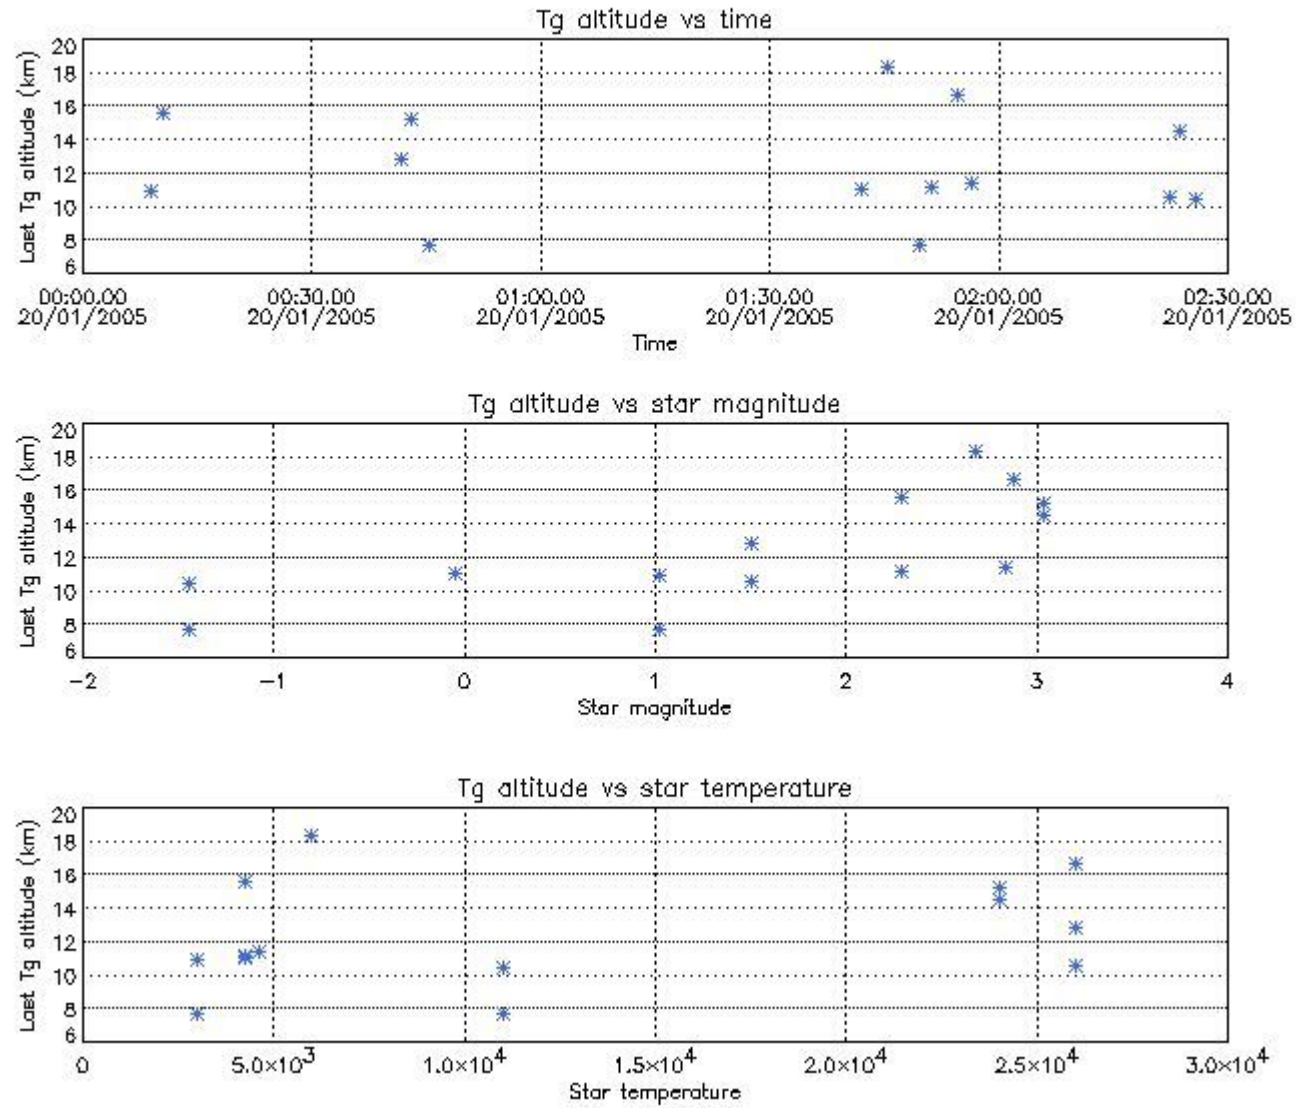 Tg altitude vs time
Last Tg altitude (km)
20
18
16
14
12
10
8
6
00:00.00 00:30.00 01:00.00 01:30.00 02:00.00 02:30.00
20/01/2005 20/01/2005 20/01/2005 20/01/2005 20/01/2005 20/01/2005
Time
Tg altitude vs star magnitude
Last Tg altitude (km)
20
18
16
14
12
10
8
6
−2 −1 0 1 2 3 4
Star magnitude
Tg altitude vs star temperature
Last Tg altitude (km)
20
18
16
14
12
10
8
6
0 5.0×10³ 1.0×10⁴ 1.5×10⁴ 2.0×10⁴ 2.5×10⁴ 3.0×10⁴
Star temperature